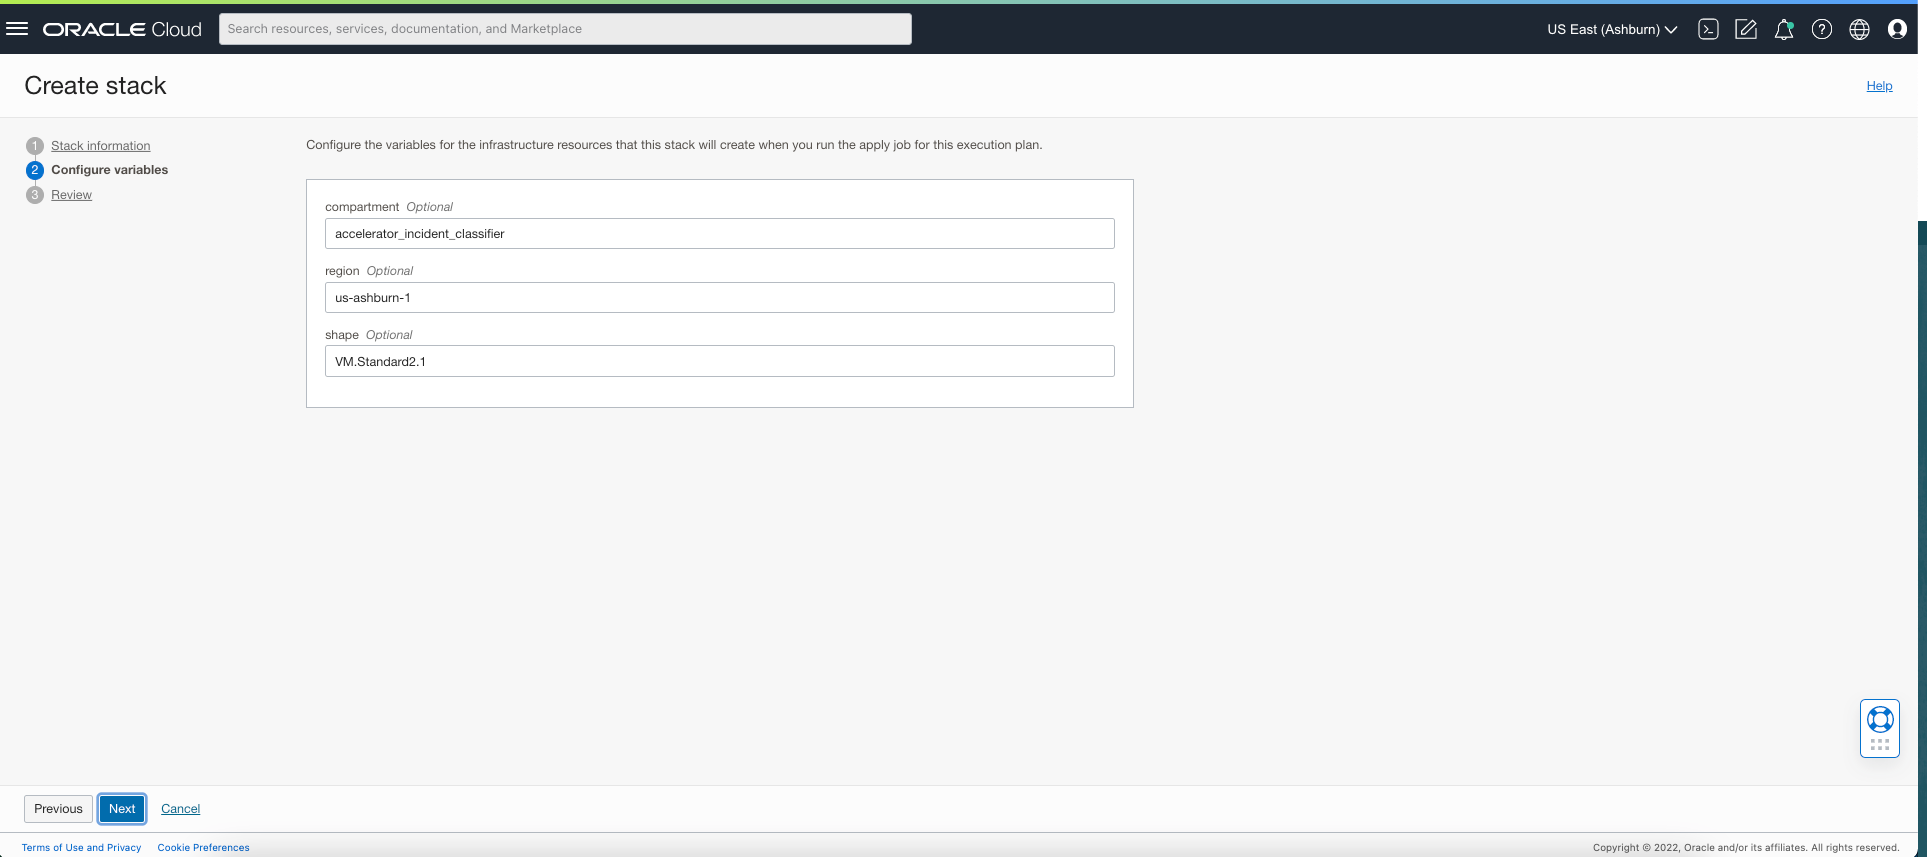 ORACLE Cloud
Search resources, services, documentation, and Marketplace
US East (Ashburn)
Create stack
Help
1 Stack information
2 Configure variables
3 Review
Configure the variables for the infrastructure resources that this stack will create when you run the apply job for this execution plan.
compartment Optional
accelerator_incident_classifier
region Optional
us-ashburn-1
shape Optional
VM.Standard2.1
Previous Next Cancel
Terms of Use and Privacy Cookie Preferences
Copyright © 2022, Oracle and/or its affiliates. All rights reserved.